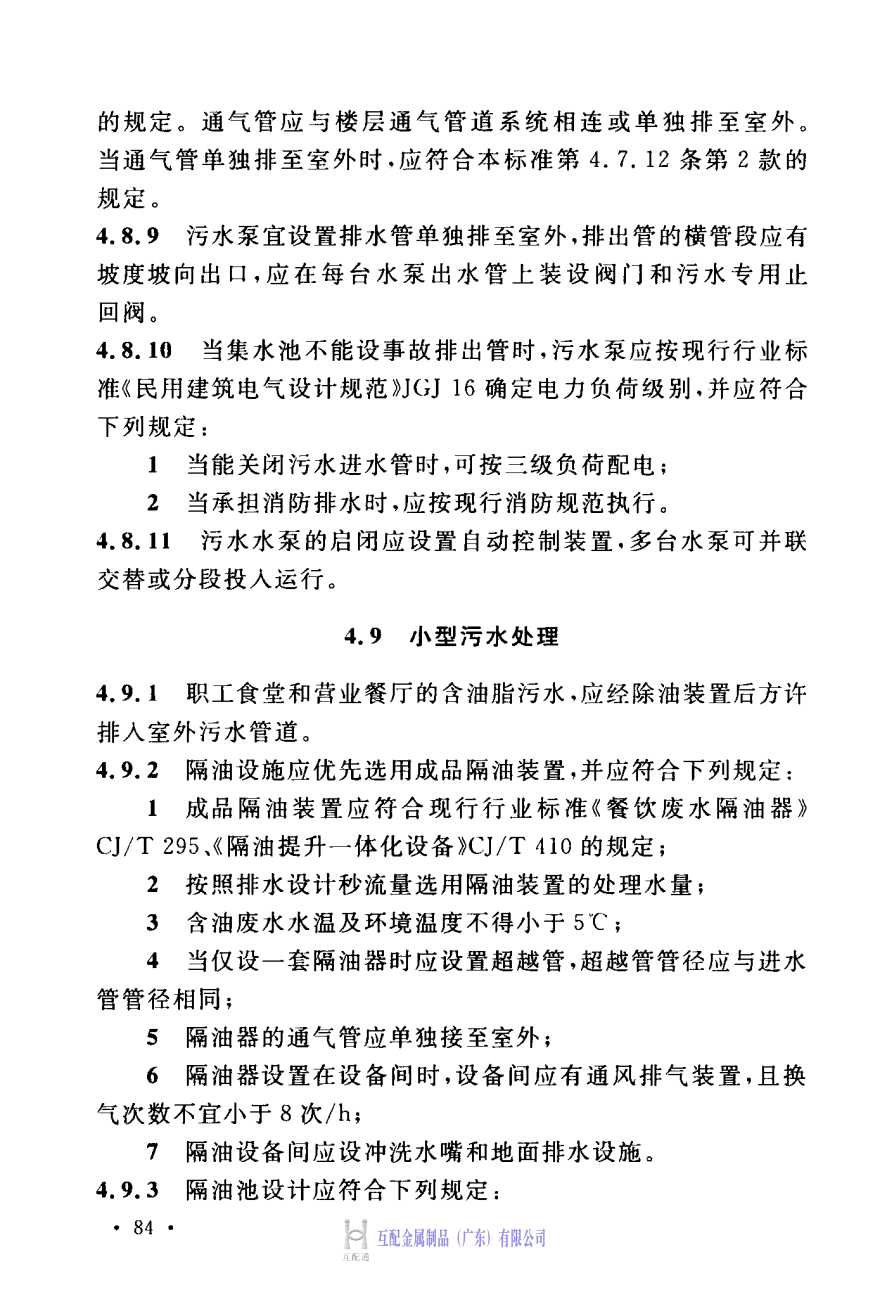 的规定。通气管应与楼层通气管道系统相连或单独排至室外。
当通气管单独排至室外时,应符合本标准第 4.7.12 条第 2 款的
规定。
4.8.9 污水泵宜设置排水管单独排至室外,排出管的横管段应有
坡度坡向出口,应在每台水泵出水管上装设阀门和污水专用止
回阀。
4.8.10 当集水池不能设事故排出管时,污水泵应按现行行业标
准《民用建筑电气设计规范》JGJ 16 确定电力负荷级别,并应符合
下列规定:
1 当能关闭污水进水管时,可按三级负荷配电;
2 当承担消防排水时,应按现行消防规范执行。
4.8.11 污水水泵的启闭应设置自动控制装置,多台水泵可并联
交替或分段投入运行。
4.9 小型污水处理
4.9.1 职工食堂和营业餐厅的含油脂污水,应经除油装置后方许
排入室外污水管道。
4.9.2 隔油设施应优先选用成品隔油装置,并应符合下列规定:
1 成品隔油装置应符合现行行业标准《餐饮废水隔油器》
CJ/T 295、《隔油提升一体化设备》CJ/T 410 的规定;
2 按照排水设计秒流量选用隔油装置的处理水量;
3 含油废水水温及环境温度不得小于 5℃;
4 当仅设一套隔油器时应设置超越管,超越管管径应与进水
管管径相同;
5 隔油器的通气管应单独接至室外;
6 隔油器设置在设备间时,设备间应有通风排气装置,且换
气次数不宜小于 8 次/h;
7 隔油设备间应设冲洗水嘴和地面排水设施。
4.9.3 隔油池设计应符合下列规定:
· 84 ·
互配金属制品(广东)有限公司
互配通